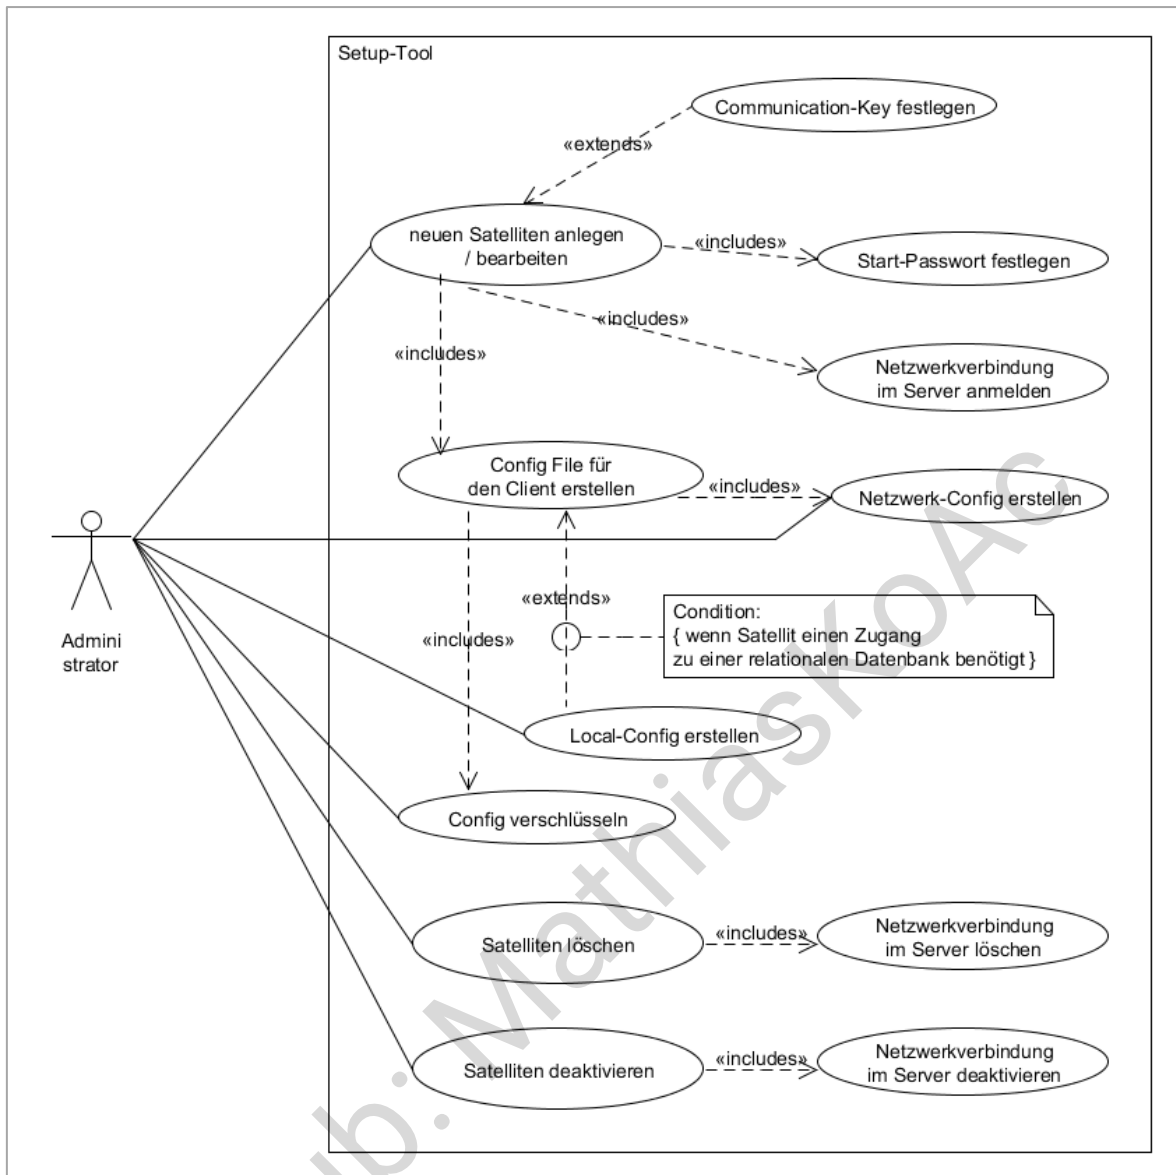 Setup-Tool
Communication-Key festlegen
«extends»
neuen Satelliten anlegen
/ bearbeiten
«includes»
Start-Passwort festlegen
«includes»
Netzwerkverbindung
im Server anmelden
«includes»
Config File für
den Client erstellen
«includes»
Netzwerk-Config erstellen
Admini
strator
«extends»
Condition:
{ wenn Satellit einen Zugang
zu einer relationalen Datenbank benötigt }
«includes»
Local-Config erstellen
Config verschlüsseln
Satelliten löschen
«includes»
Netzwerkverbindung
im Server löschen
Satelliten deaktivieren
«includes»
Netzwerkverbindung
im Server deaktivieren
ub: MathiasKoAc